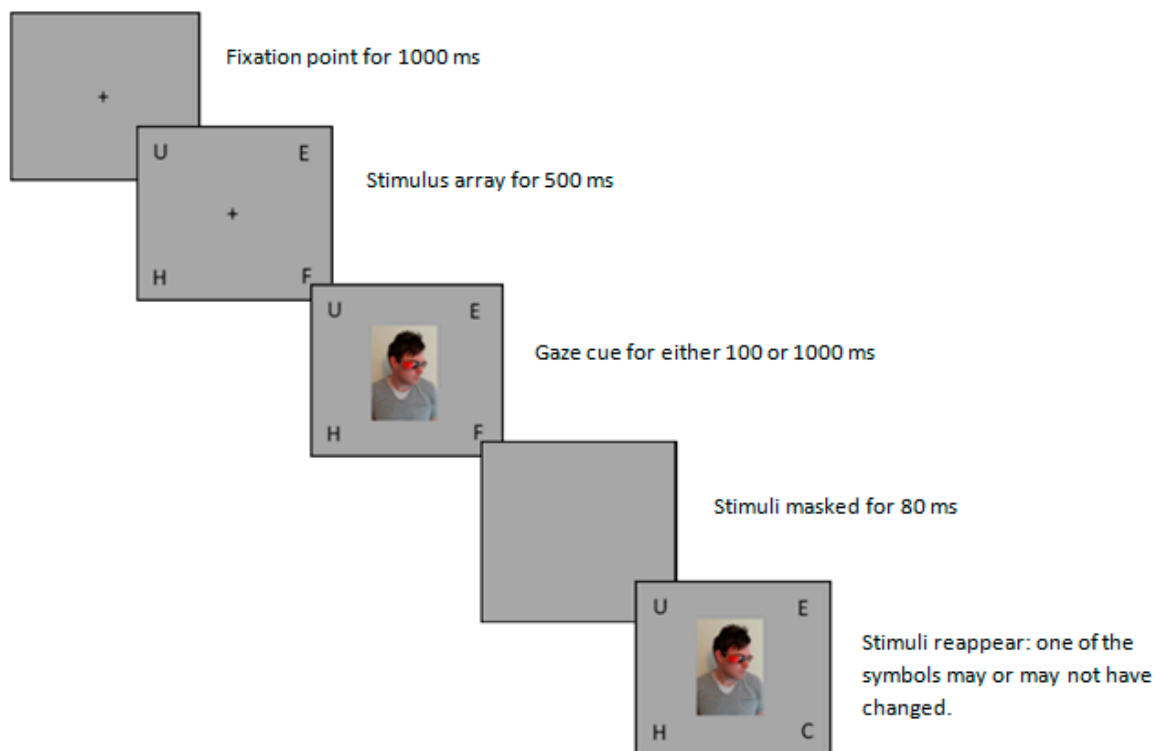 Fixation point for 1000 ms
+
U E
Stimulus array for 500 ms
+
H F
U E
Gaze cue for either 100 or 1000 ms
H F
Stimuli masked for 80 ms
U E
Stimuli reappear: one of the
symbols may or may not have
changed.
H C